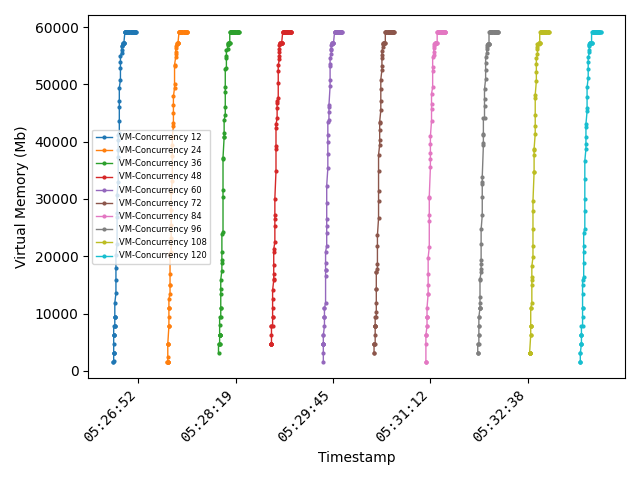 60000
50000
40000
30000
20000
10000
0
Virtual Memory (Mb)
VM-Concurrency 12
VM-Concurrency 24
VM-Concurrency 36
VM-Concurrency 48
VM-Concurrency 60
VM-Concurrency 72
VM-Concurrency 84
VM-Concurrency 96
VM-Concurrency 108
VM-Concurrency 120
05:26:52
05:28:19
05:29:45
05:31:12
05:32:38
Timestamp